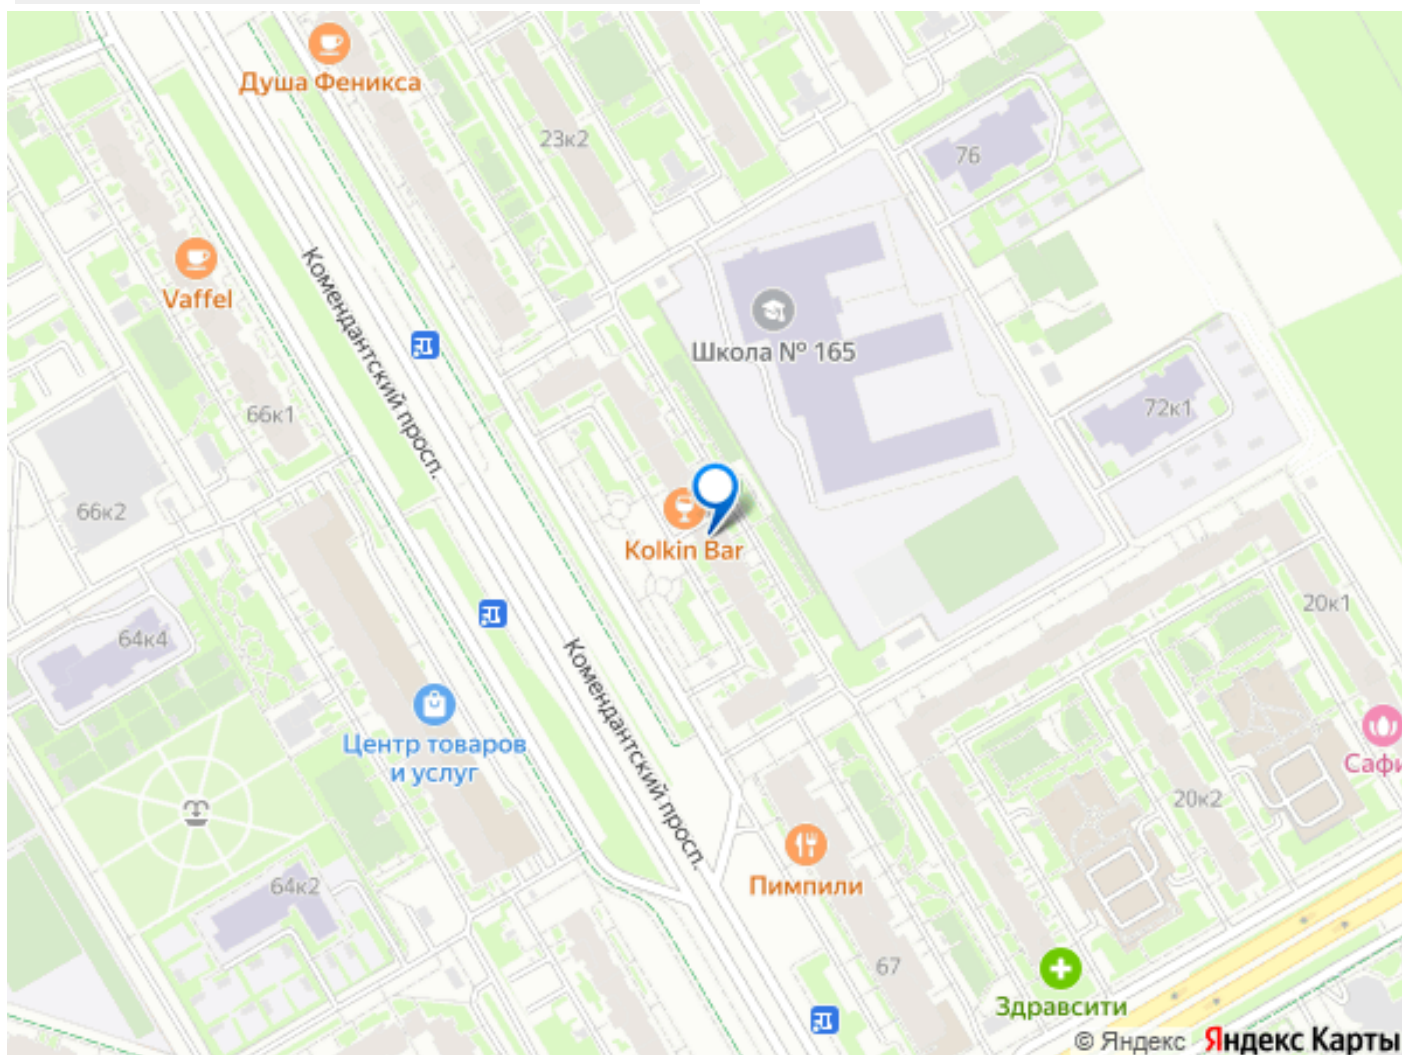 Душа Феникса
23к2
76
Vaffel
Комендантский просп.
Школа № 165
66к1
72к1
66к2
Kolkin Bar
20к1
64к4
Комендантский просп.
Центр товаров
и услуг
Сафи
20к2
64к2
Пимпили
67
Здравсити
© Яндекс Яндекс Карты